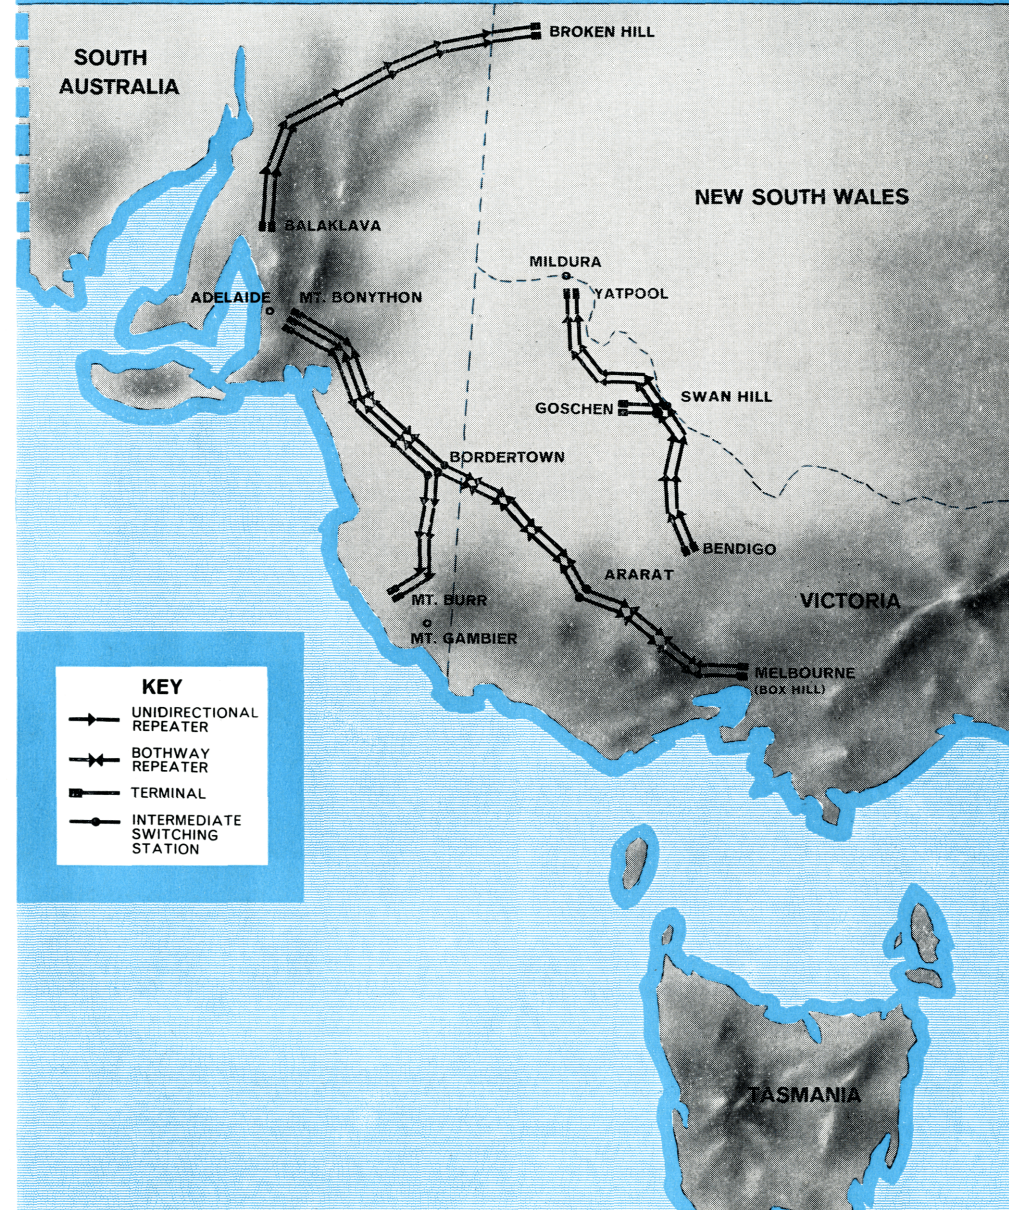 BROKEN HILL
SOUTH
AUSTRALIA
NEW SOUTH WALES
BALAKLAVA
MILDURA
YATPOOL
ADELAIDE
MT. BONYTHON
SWAN HILL
GOSCHEN
BORDERTOWN
BENDIGO
ARARAT
MT. BURR
VICTORIA
MT. GAMBIER
MELBOURNE
(BOX HILL)
KEY
UNIDIRECTIONAL
REPEATER
BOTHWAY
REPEATER
TERMINAL
INTERMEDIATE
SWITCHING
STATION
TASMANIA